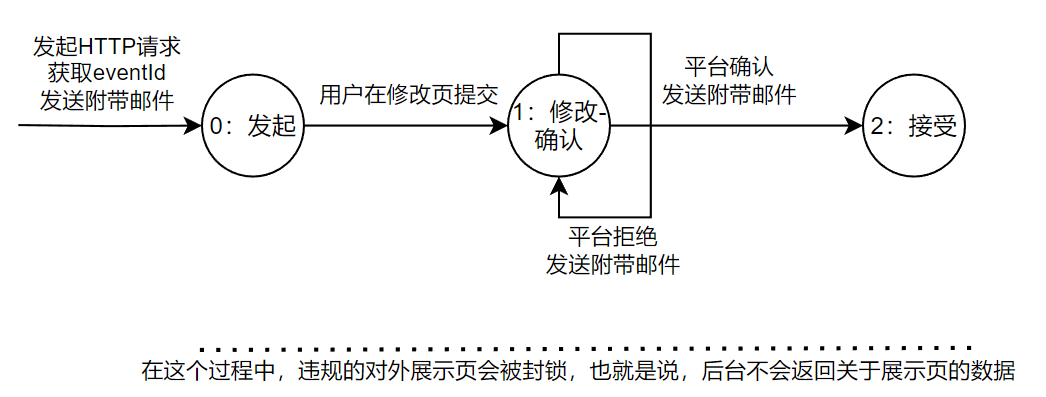 发起HTTP请求
获取eventId
发送附带邮件
0：发起
用户在修改页提交
1：修改-
确认
平台确认
发送附带邮件
2：接受
平台拒绝
发送附带邮件
在这个过程中，违规的对外展示页会被封锁，也就是说，后台不会返回关于展示页的数据